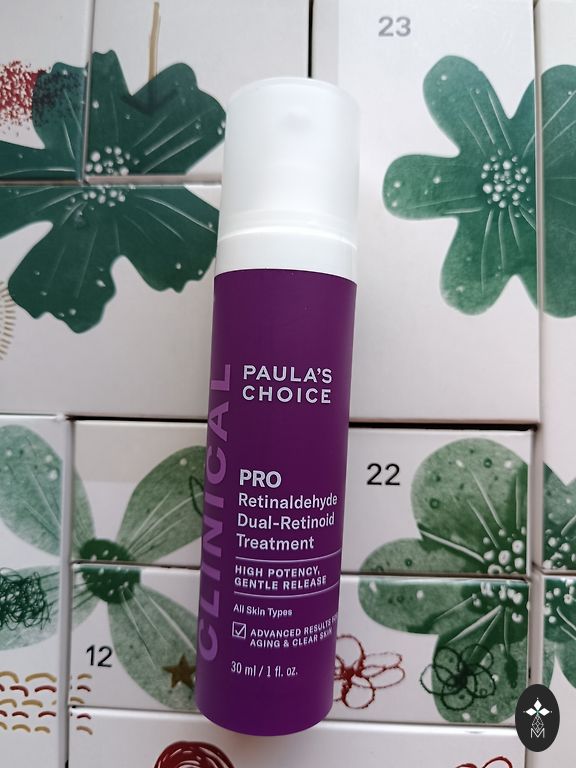 23
PAULA'S
CHOICE
CLINICAL
PRO
Retinaldehyde
Dual-Retinoid
Treatment
HIGH POTENCY,
GENTLE RELEASE
All Skin Types
ADVANCED RESULTS
AGING & CLEAR SKIN
30 ml / 1 fl. oz.
22
12